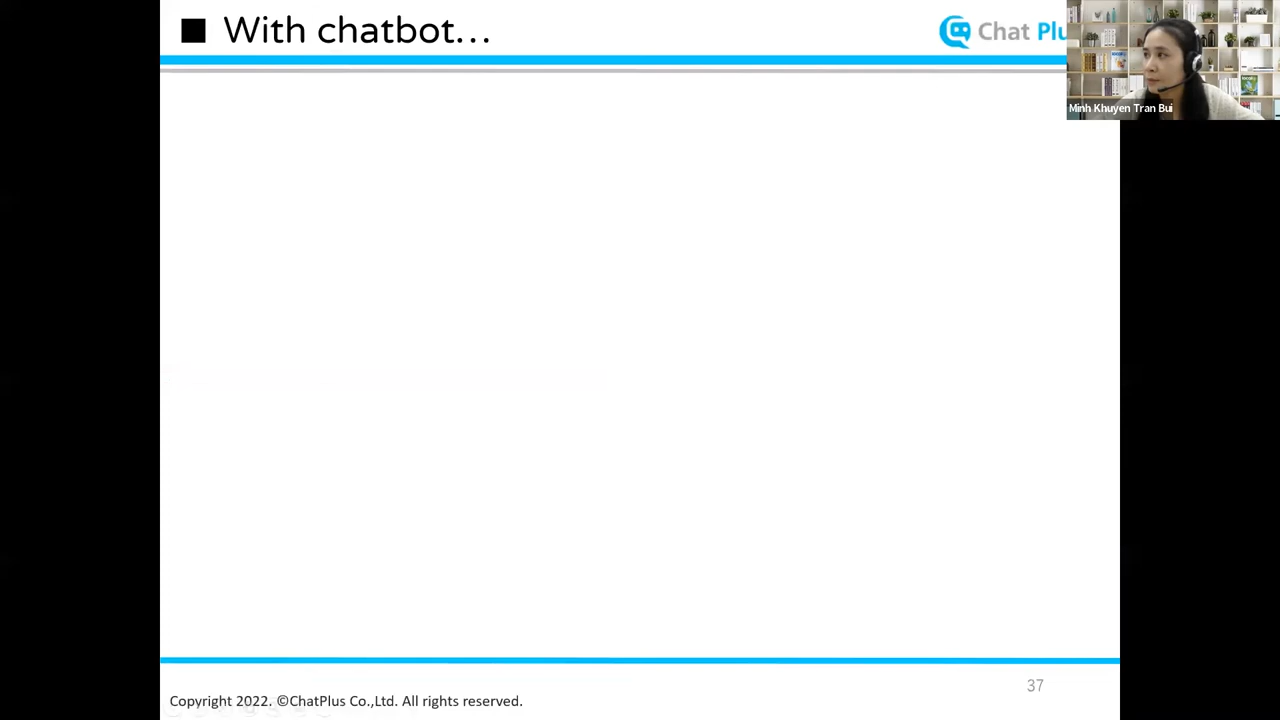 ■ With chatbot...
Chat Plu
Minh Khuyen Tran Bui
37
Copyright 2022. ©ChatPlus Co.,Ltd. All rights reserved.